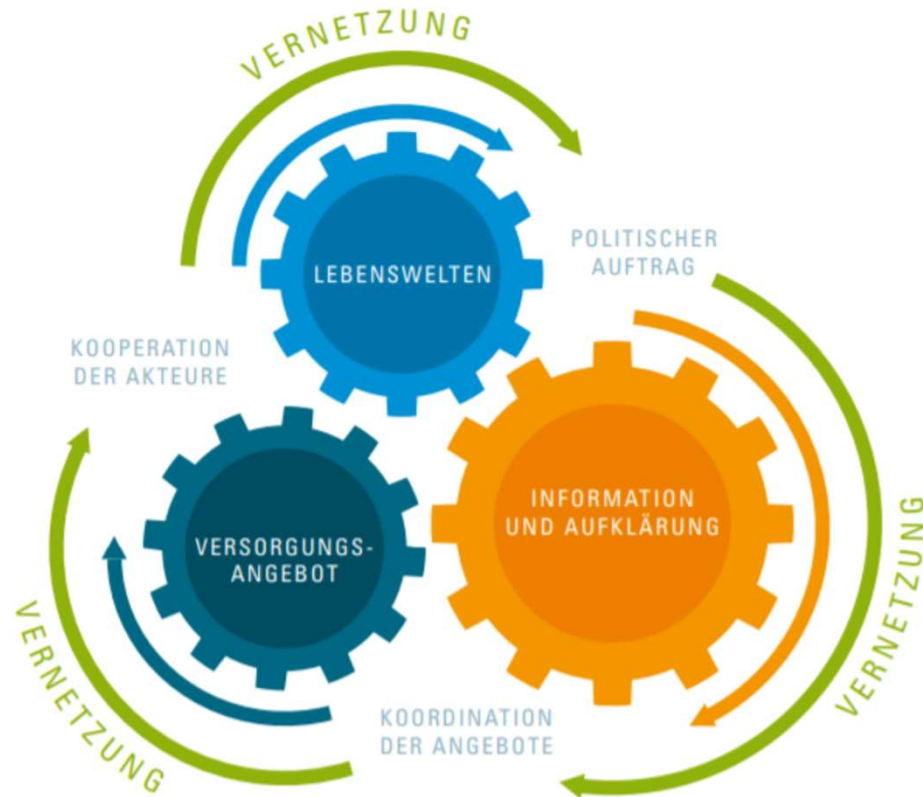 VERNETZUNG
LEBENSWELTEN
POLITISCHER
AUFTRAG
KOOPERATION
DER AKTEURE
INFORMATION
UND AUFKLÄRUNG
VERSORGUNGS-
ANGEBOT
VERNETZUNG
VERNETZUNG
KOORDINATION
DER ANGEBOTE